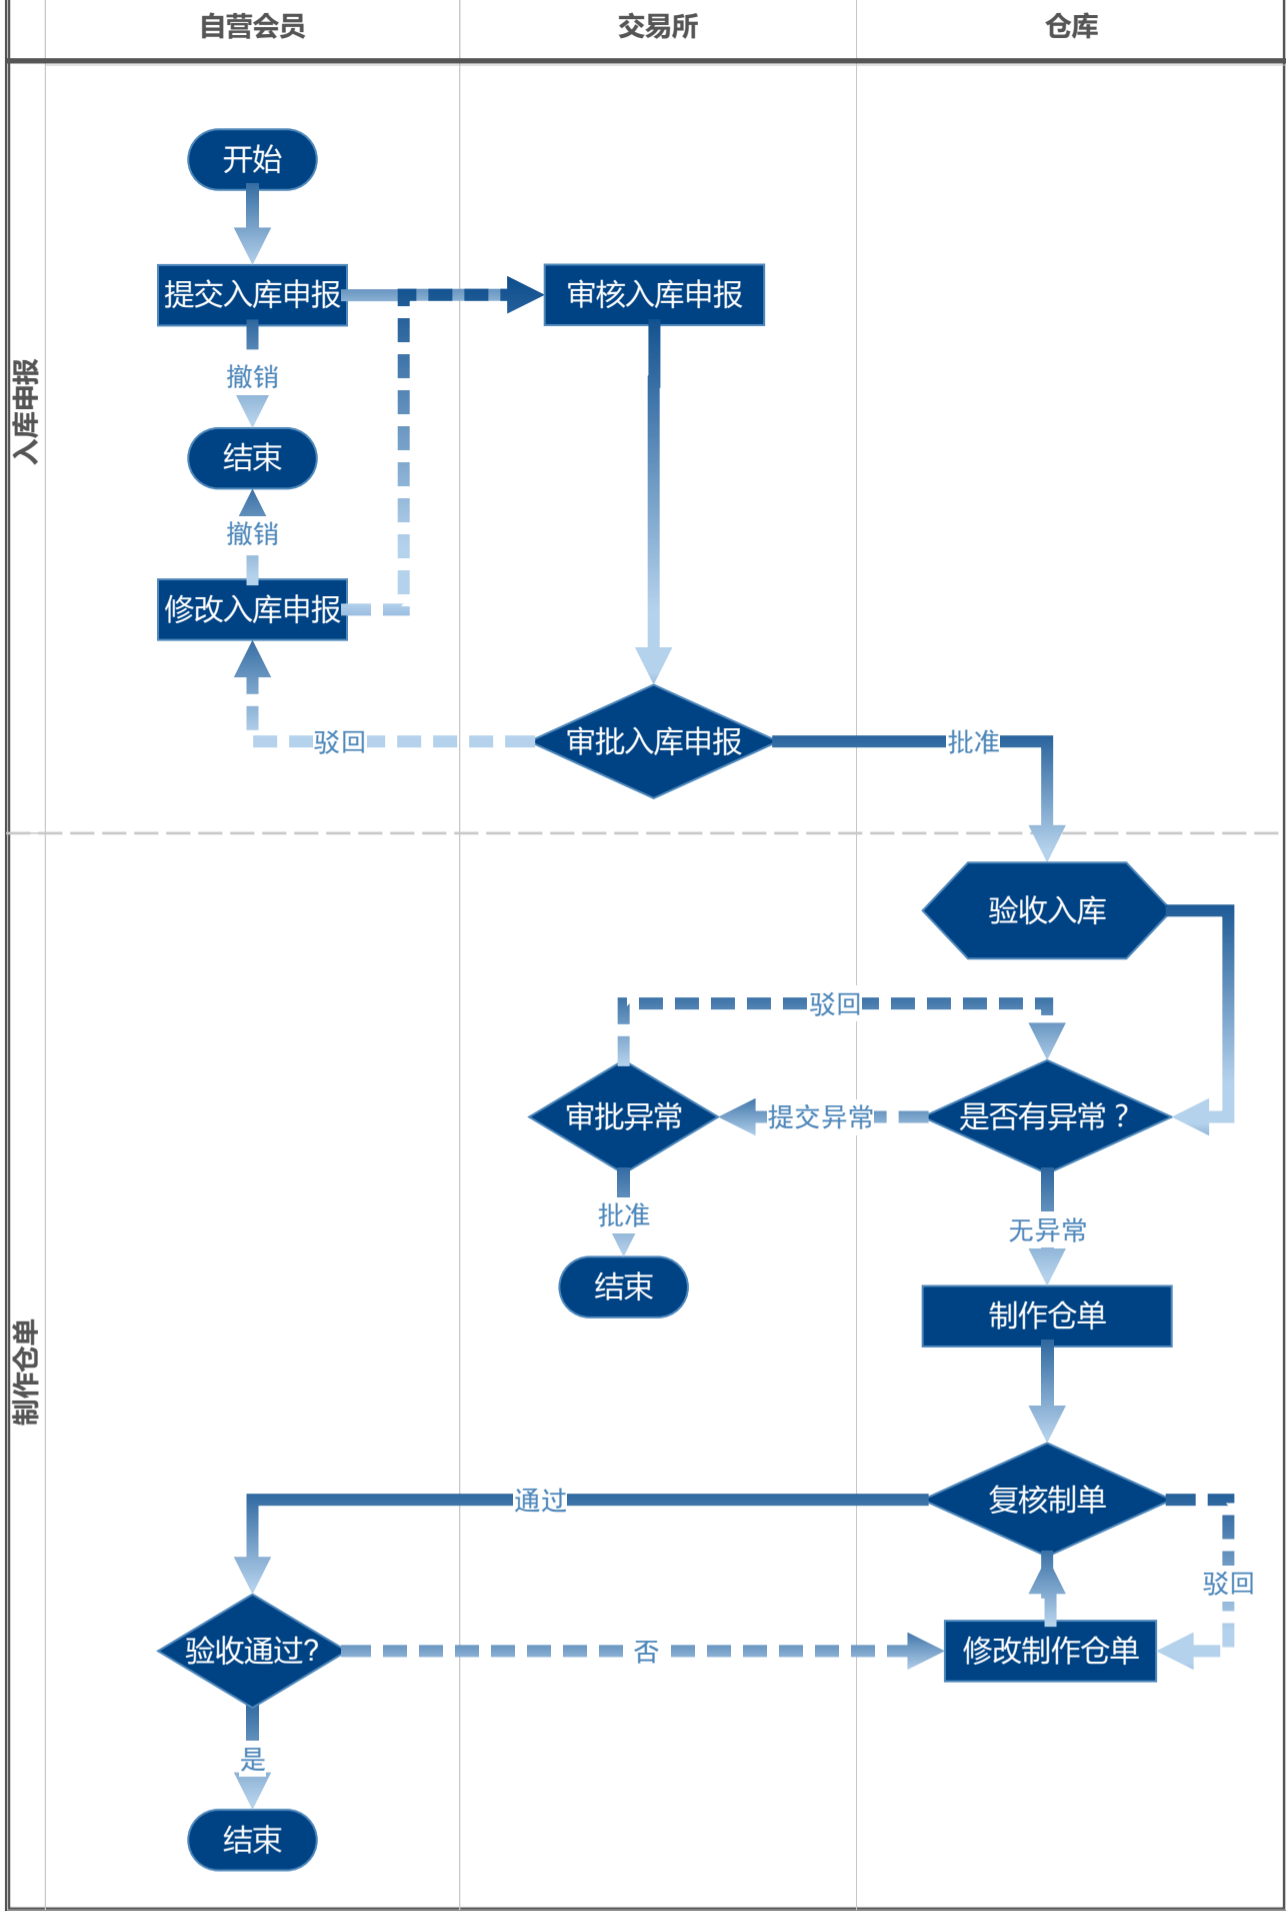 自营会员
交易所
仓库
入库申报
开始
提交入库申报
审核入库申报
撤销
结束
撤销
修改入库申报
驳回
审批入库申报
批准
制作仓单
验收入库
驳回
审批异常
提交异常
是否有异常？
批准
无异常
结束
制作仓单
通过
复核制单
驳回
验收通过?
否
修改制作仓单
是
结束